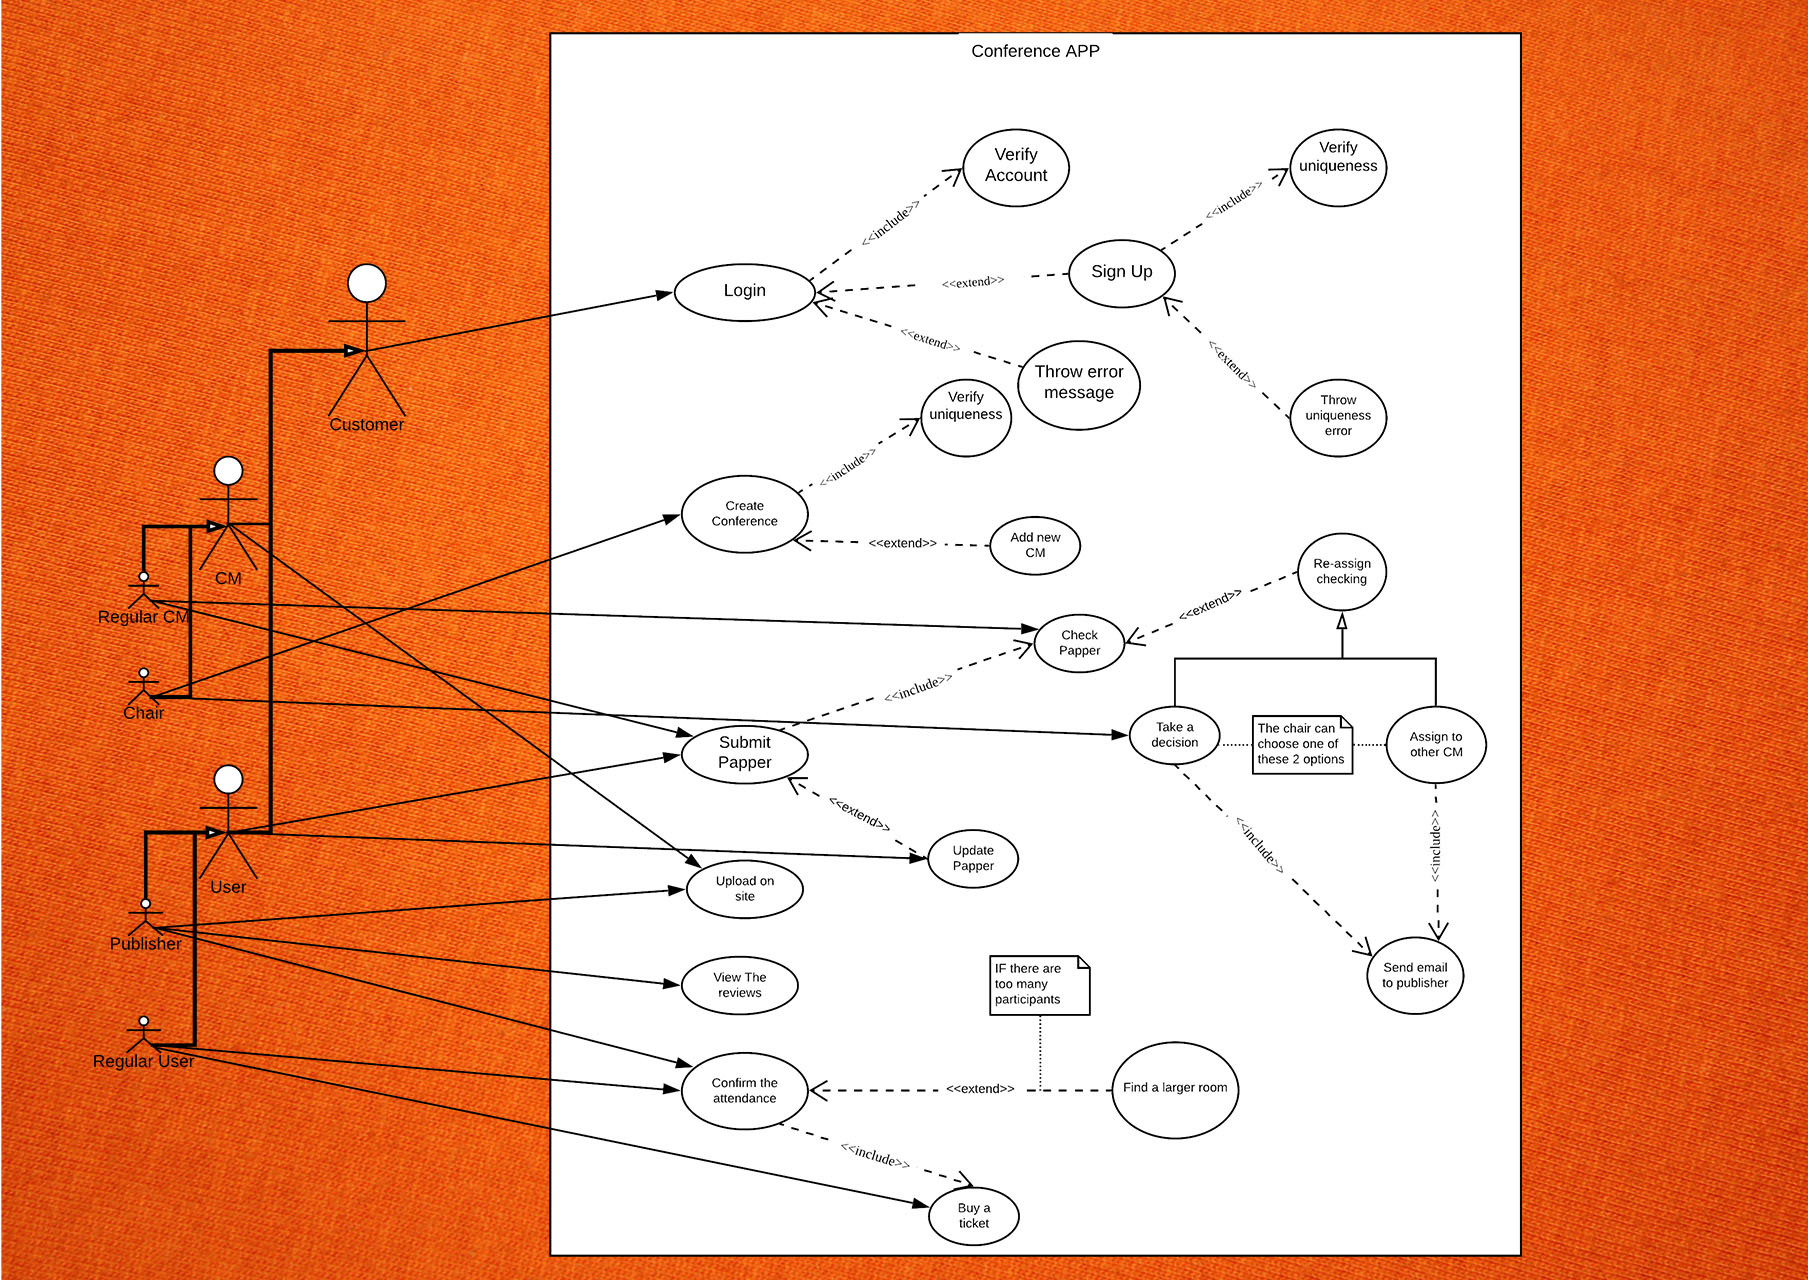 Conference APP
Verify
Account
Verify
uniqueness
<<include>>
<<include>>
Login
<<extend>>
Sign Up
<<extend>>
Throw error
message
<<extend>>
Throw
uniqueness
error
Customer
Verify
uniqueness
<<include>>
Create
Conference
<<extend>>
Add new
CM
CM
Regular CM
Re-assign
checking
<<extend>>
Check
Papper
<<include>>
Chair
Submit
Papper
Take a
decision
The chair can
choose one of
these 2 options
Assign to
other CM
<<extend>>
<<include>>
<<include>>
Update
Papper
User
Upload on
site
Publisher
View The
reviews
IF there are
too many
participants
Send email
to publisher
Regular User
Confirm the
attendance
<<extend>>
Find a larger room
<<include>>
Buy a
ticket